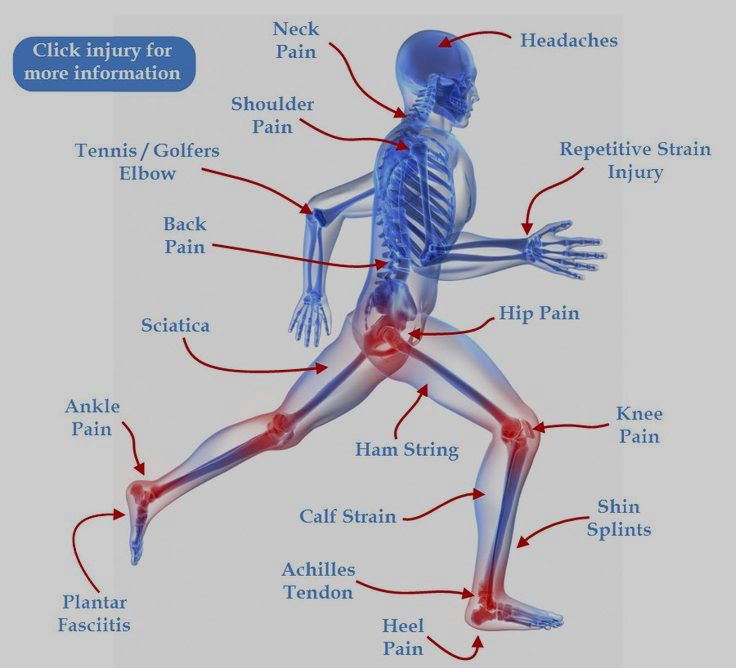 Click injury for
more information
Neck
Pain
Headaches
Shoulder
Pain
Tennis / Golfers
Elbow
Repetitive Strain
Injury
Back
Pain
Hip Pain
Sciatica
Ankle
Pain
Knee
Pain
Ham String
Calf Strain
Shin
Splints
Achilles
Tendon
Plantar
Fasciitis
Heel
Pain